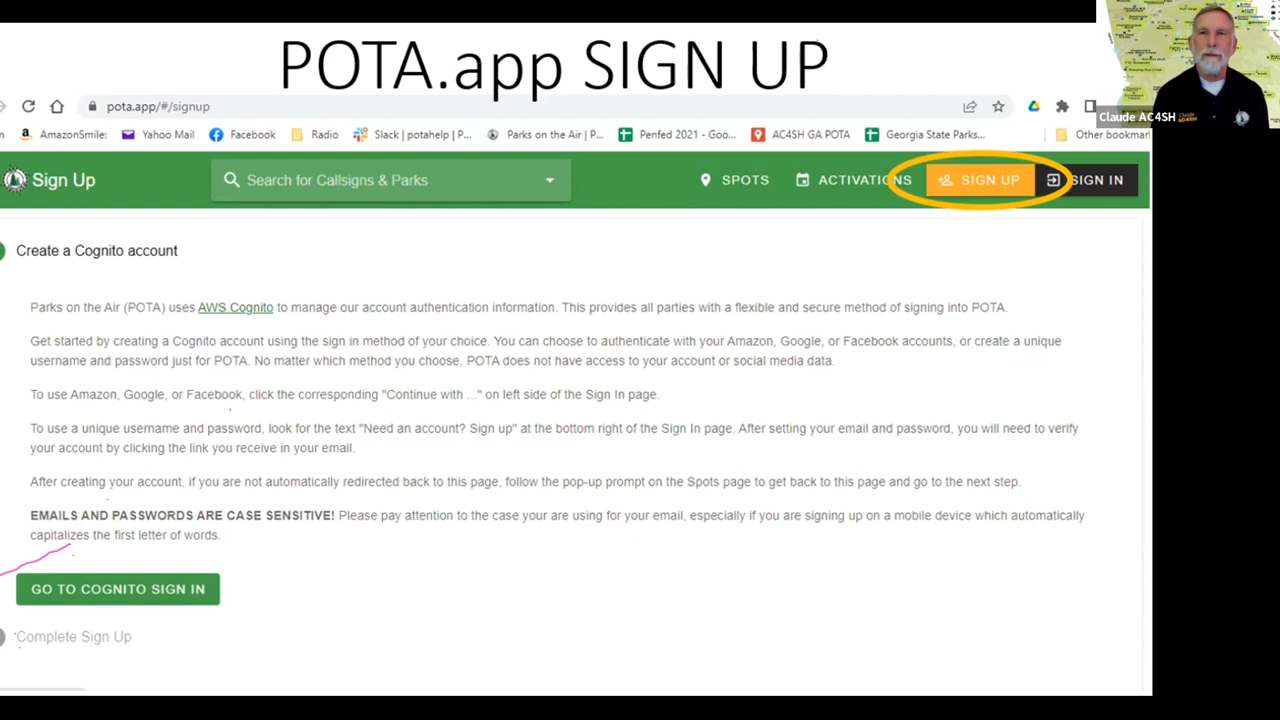 POTA.app SIGN UP
pota.app/#/signup
AmazonSmile: Yahoo Mail Facebook Radio Slack | potahelp | P... Parks on the Air | P... Penfed 2021 - Goo... AC4SH GA POTA Georgia State Parks... Other bookmar
Claude AC4SH
Sign Up Search for Callsigns & Parks SPOTS ACTIVATIONS SIGN UP SIGN IN
Create a Cognito account
Parks on the Air (POTA) uses AWS Cognito to manage our account authentication information. This provides all parties with a flexible and secure method of signing into POTA.
Get started by creating a Cognito account using the sign in method of your choice. You can choose to authenticate with your Amazon, Google, or Facebook accounts, or create a unique
username and password just for POTA. No matter which method you choose, POTA does not have access to your account or social media data.
To use Amazon, Google, or Facebook, click the corresponding "Continue with ..." on left side of the Sign In page.
To use a unique username and password, look for the text "Need an account? Sign up" at the bottom right of the Sign In page. After setting your email and password, you will need to verify
your account by clicking the link you receive in your email.
After creating your account, if you are not automatically redirected back to this page, follow the pop-up prompt on the Spots page to get back to this page and go to the next step.
EMAILS AND PASSWORDS ARE CASE SENSITIVE! Please pay attention to the case your are using for your email, especially if you are signing up on a mobile device which automatically
capitalizes the first letter of words.
GO TO COGNITO SIGN IN
Complete Sign Up